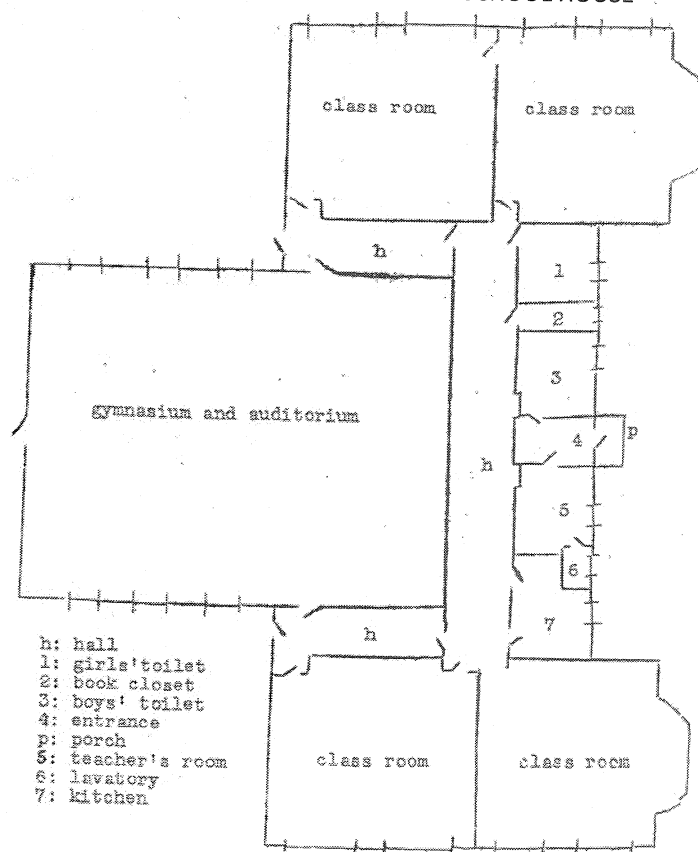 class room
class room
h
1
2
3
gymnasium and auditorium
4
p
h
5
6
h
7
h: hall
1: girls' toilet
2: book closet
3: boys' toilet
4: entrance
p: porch
5: teacher's room
6: lavatory
7: kitchen
class room
class room